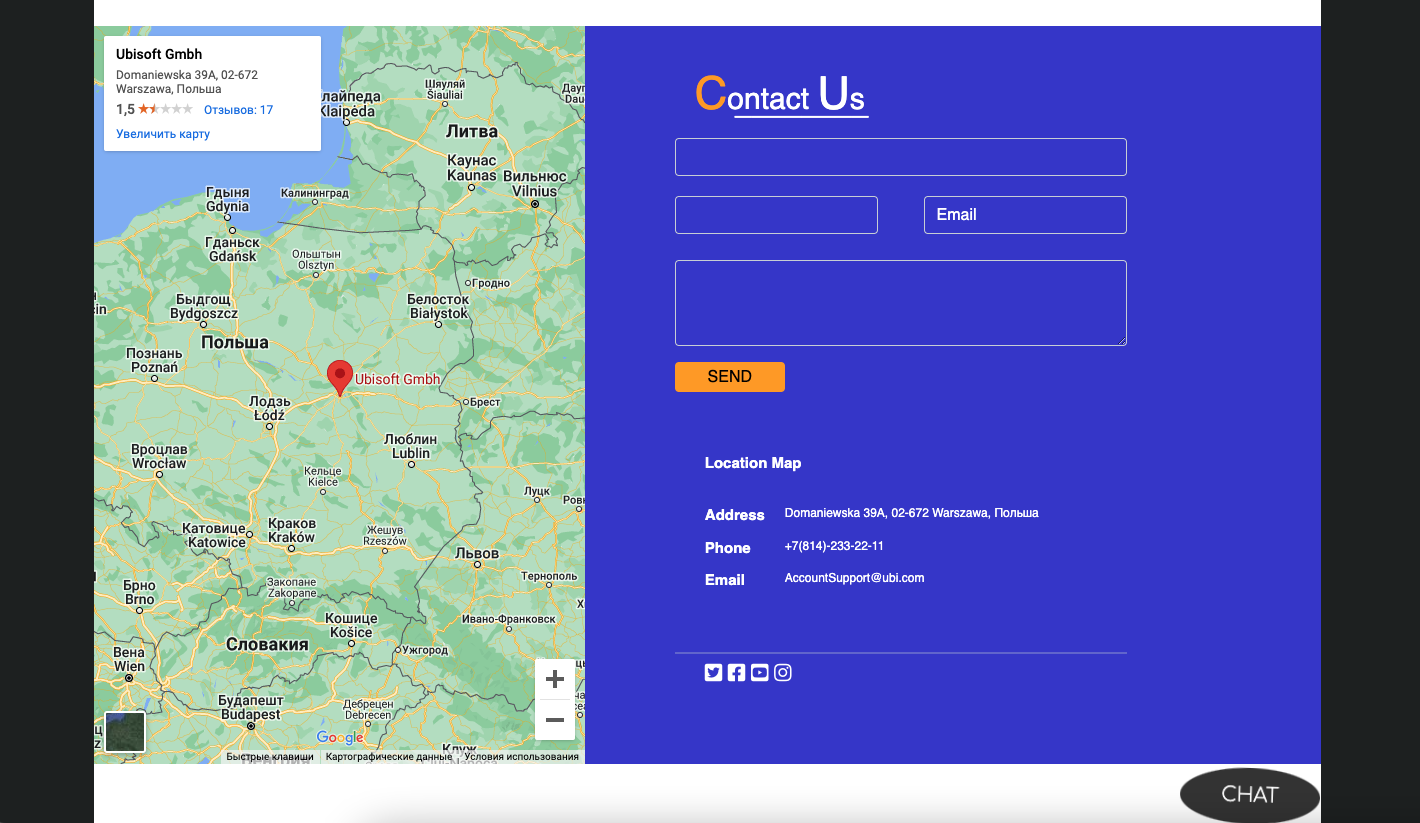 Ubisoft Gmbh
Domaniewska 39A, 02-672
Warszawa, Польша
1,5 Отзывов: 17
Увеличить карту
Шяуляй
Šiauliai
лайпеда
Klaipėda
Литва
Каунас
Kaunas
Вильнюс
Vilnius
Гдыня
Gdynia
Калининград
Гданьск
Gdańsk
Ольштын
Olsztyn
Гродно
Быдгощ
Bydgoszcz
Белосток
Białystok
Польша
Познань
Poznań
Ubisoft Gmbh
Лодзь
Łódź
Брест
Люблин
Lublin
Вроцлав
Wrocław
Кельце
Kielce
Луцк
Катовице
Katowice
Краков
Kraków
Жешув
Rzeszów
Львов
Тернополь
Закопане
Zakopane
Брно
Brno
Кошице
Košice
Ивано-Франковск
Словакия
Ужгород
Вена
Wien
Будапешт
Budapest
Дебрецен
Debrecen
Google
Клуж
Быстрые клавиши Картографические данные Условия использования
Contact Us
Email
SEND
Location Map
Address Domaniewska 39A, 02-672 Warszawa, Польша
Phone +7(814)-233-22-11
Email AccountSupport@ubi.com
CHAT